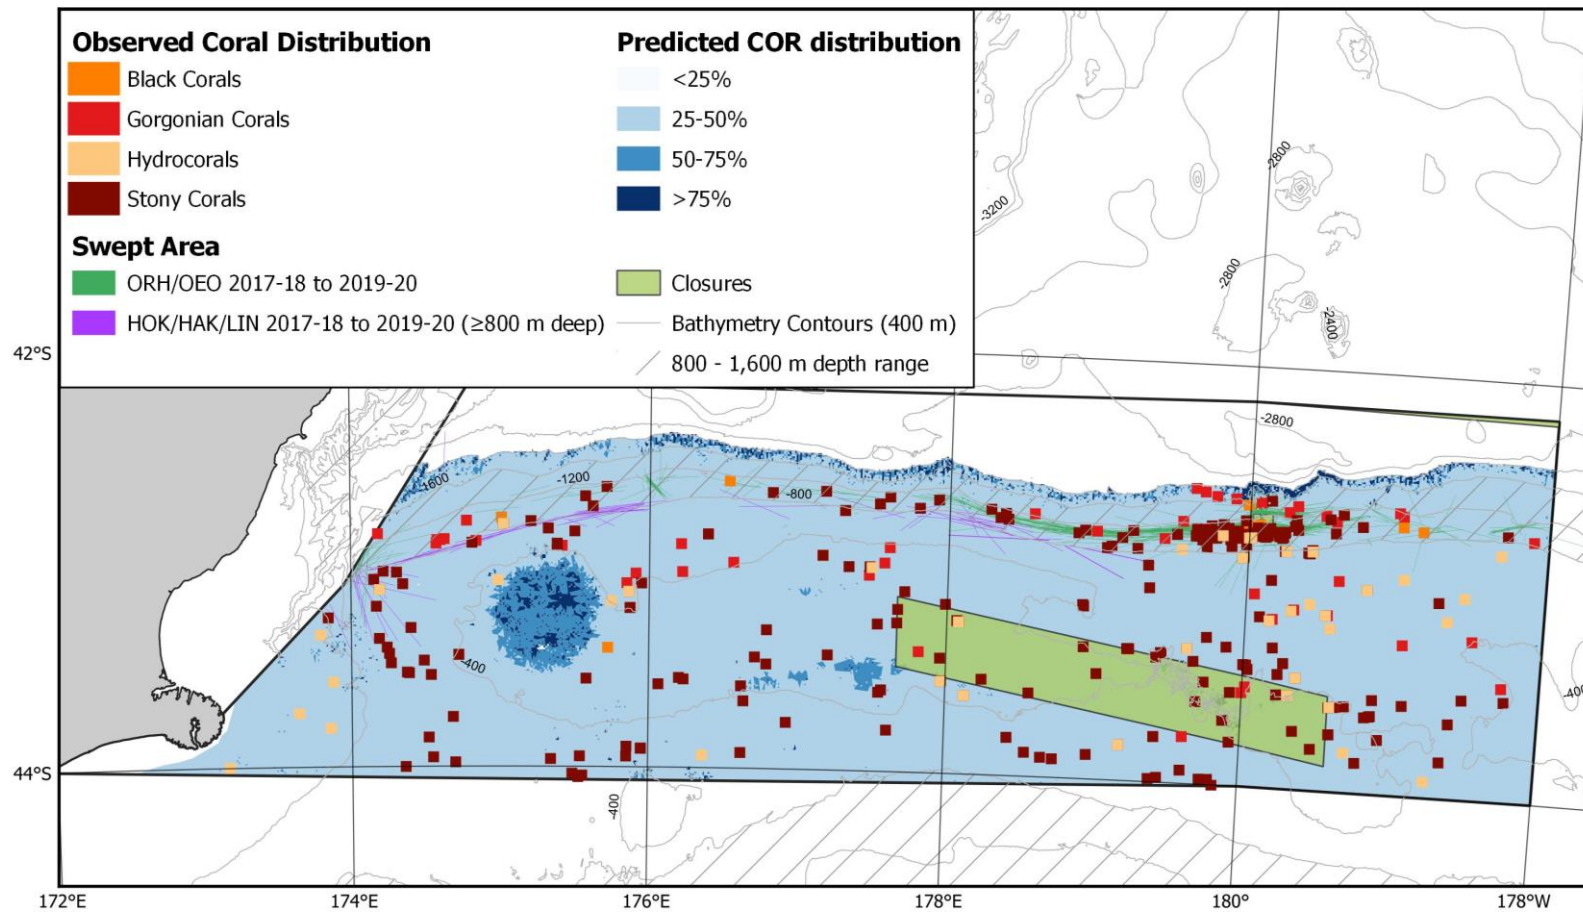 Observed Coral Distribution
Black Corals
Gorgonian Corals
Hydrocorals
Stony Corals
Swept Area
ORH/OEO 2017-18 to 2019-20
HOK/HAK/LIN 2017-18 to 2019-20 (≥800 m deep)
Predicted COR distribution
<25%
25-50%
50-75%
>75%
Closures
Bathymetry Contours (400 m)
800 - 1,600 m depth range
-2800
-3200
-2800
-2400
42°S
-2800
-1600
-1200
-800
-400
-400
44°S
-400
172°E
174°E
176°E
178°E
180°
178°W